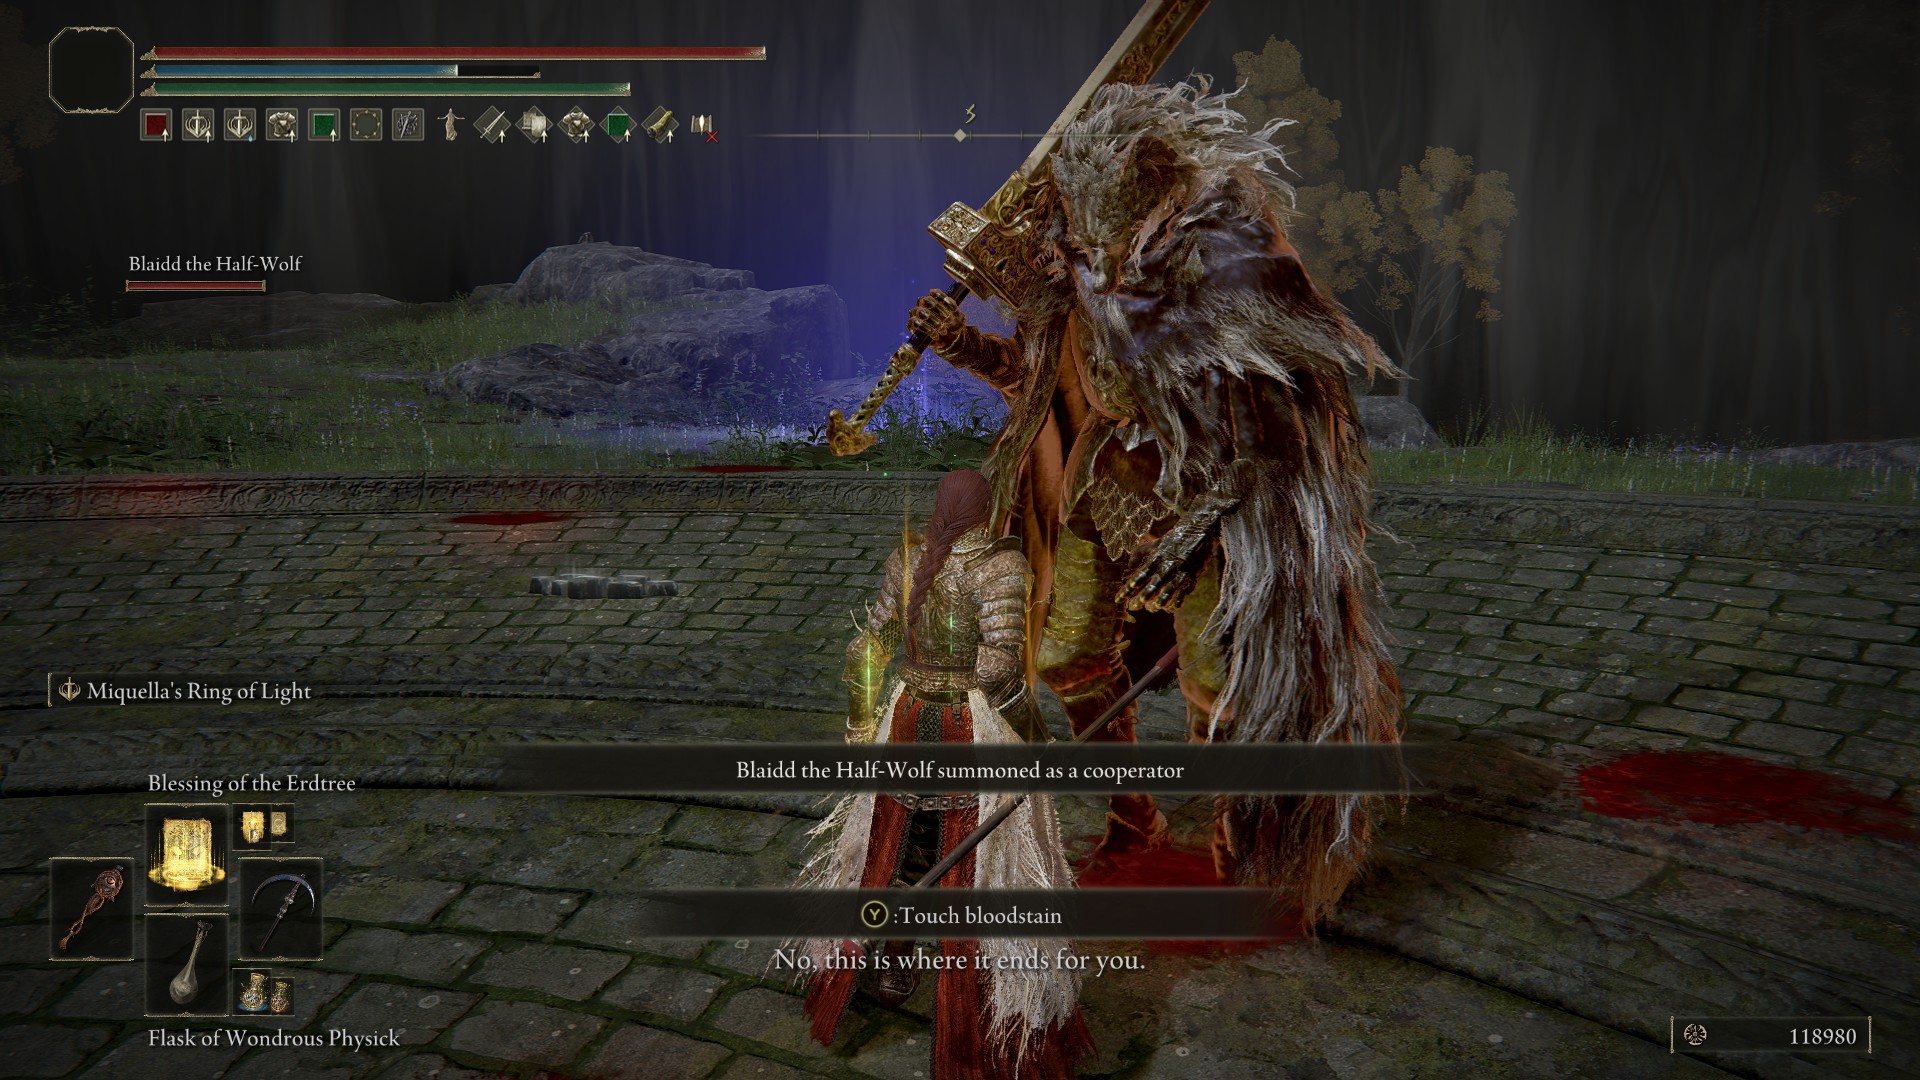 Blaidd the Half-Wolf
Miquella's Ring of Light
Blaidd the Half-Wolf summoned as a cooperator
Blessing of the Erdtree
Y :Touch bloodstain
No, this is where it ends for you.
Flask of Wondrous Physick
118980